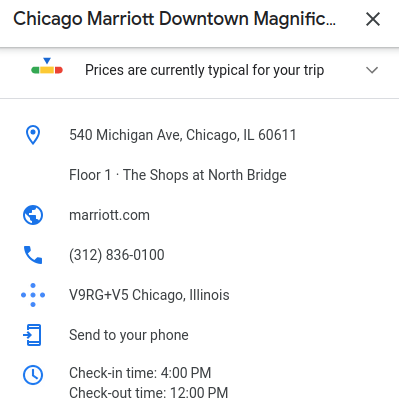 Chicago Marriott Downtown Magnific...
Prices are currently typical for your trip
540 Michigan Ave, Chicago, IL 60611
Floor 1 · The Shops at North Bridge
marriott.com
(312) 836-0100
V9RG+V5 Chicago, Illinois
Send to your phone
Check-in time: 4:00 PM
Check-out time: 12:00 PM